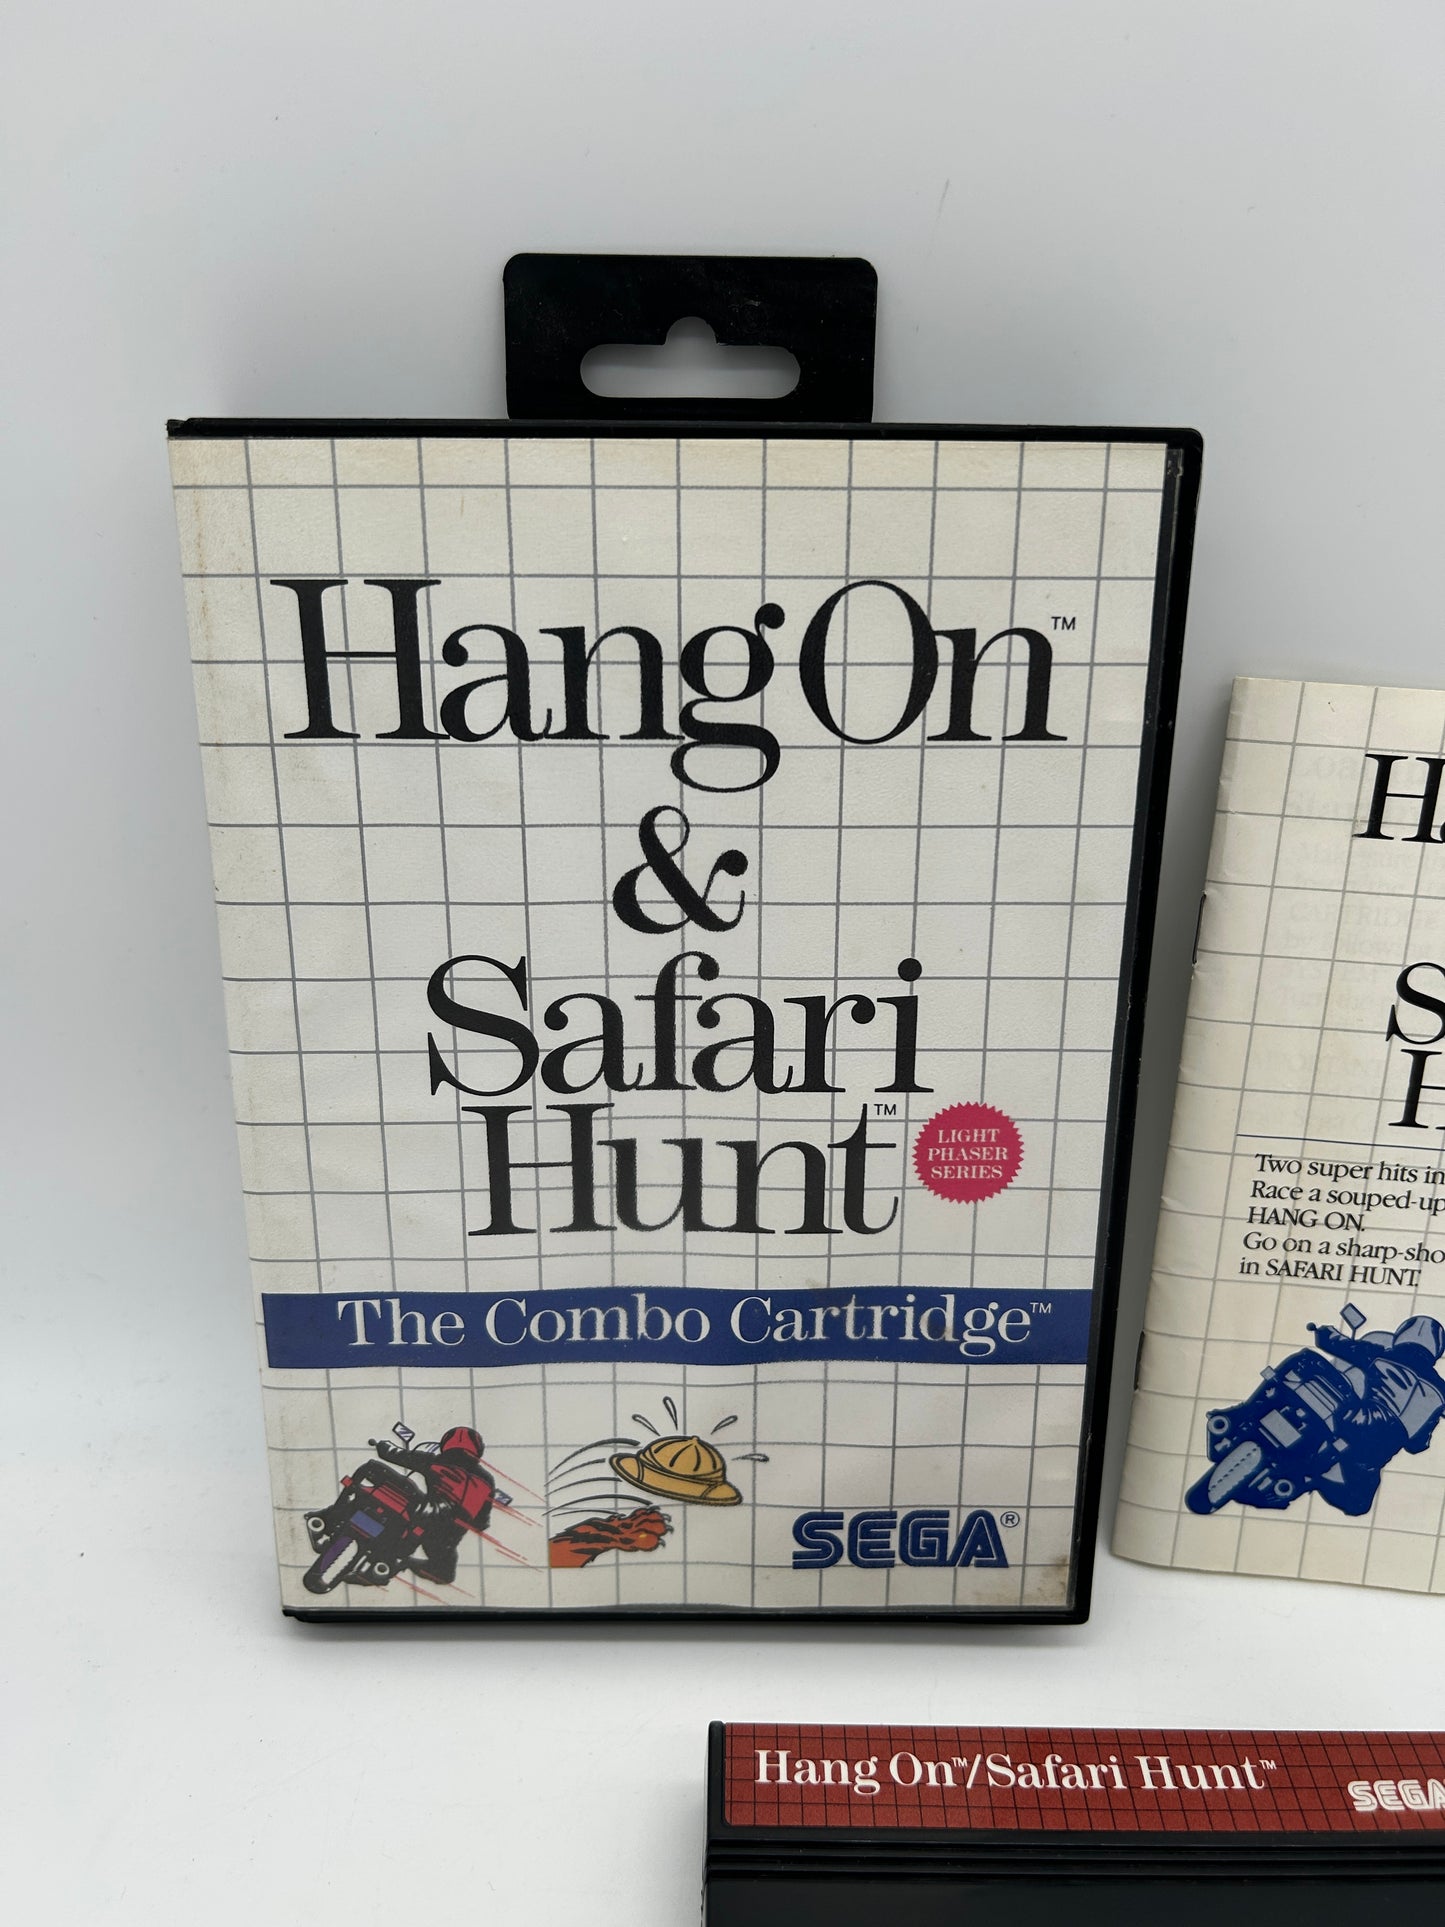 Hang On™
&
Safari
Hunt™
LIGHT
PHASER
SERIES
The Combo Cartridge™
SEGA®
Two super hits in
Race a souped-up
HANG ON.
Go on a sharp-sho
in SAFARI HUNT.
Hang On™/Safari Hunt™
SEGA